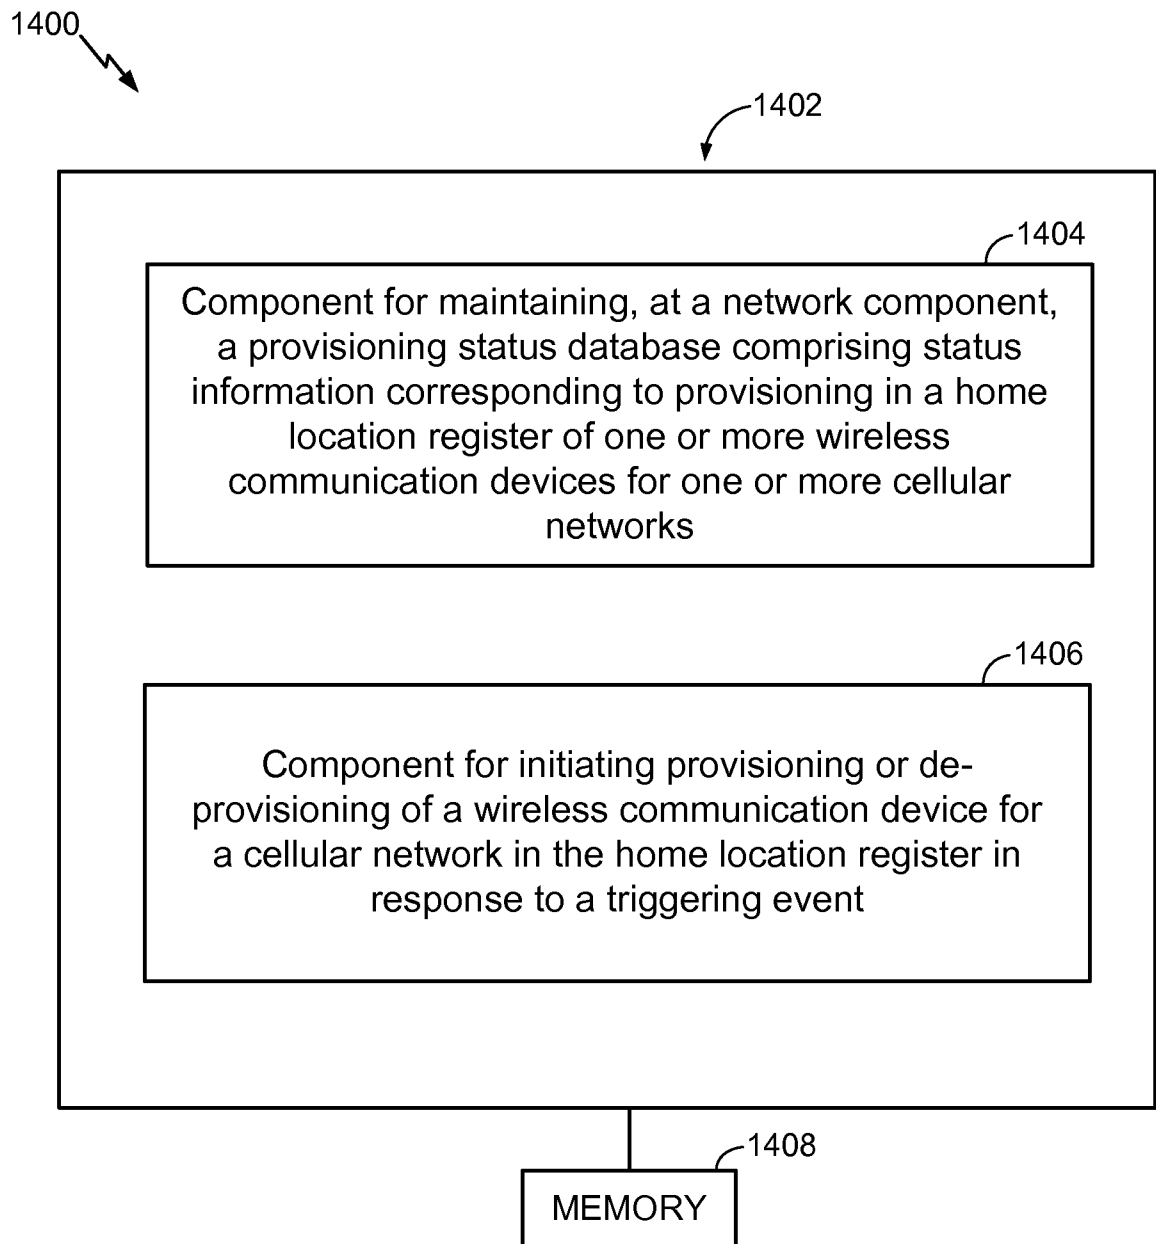 1400
1402
1404
Component for maintaining, at a network component,
a provisioning status database comprising status
information corresponding to provisioning in a home
location register of one or more wireless
communication devices for one or more cellular
networks
1406
Component for initiating provisioning or de-
provisioning of a wireless communication device for
a cellular network in the home location register in
response to a triggering event
1408
MEMORY